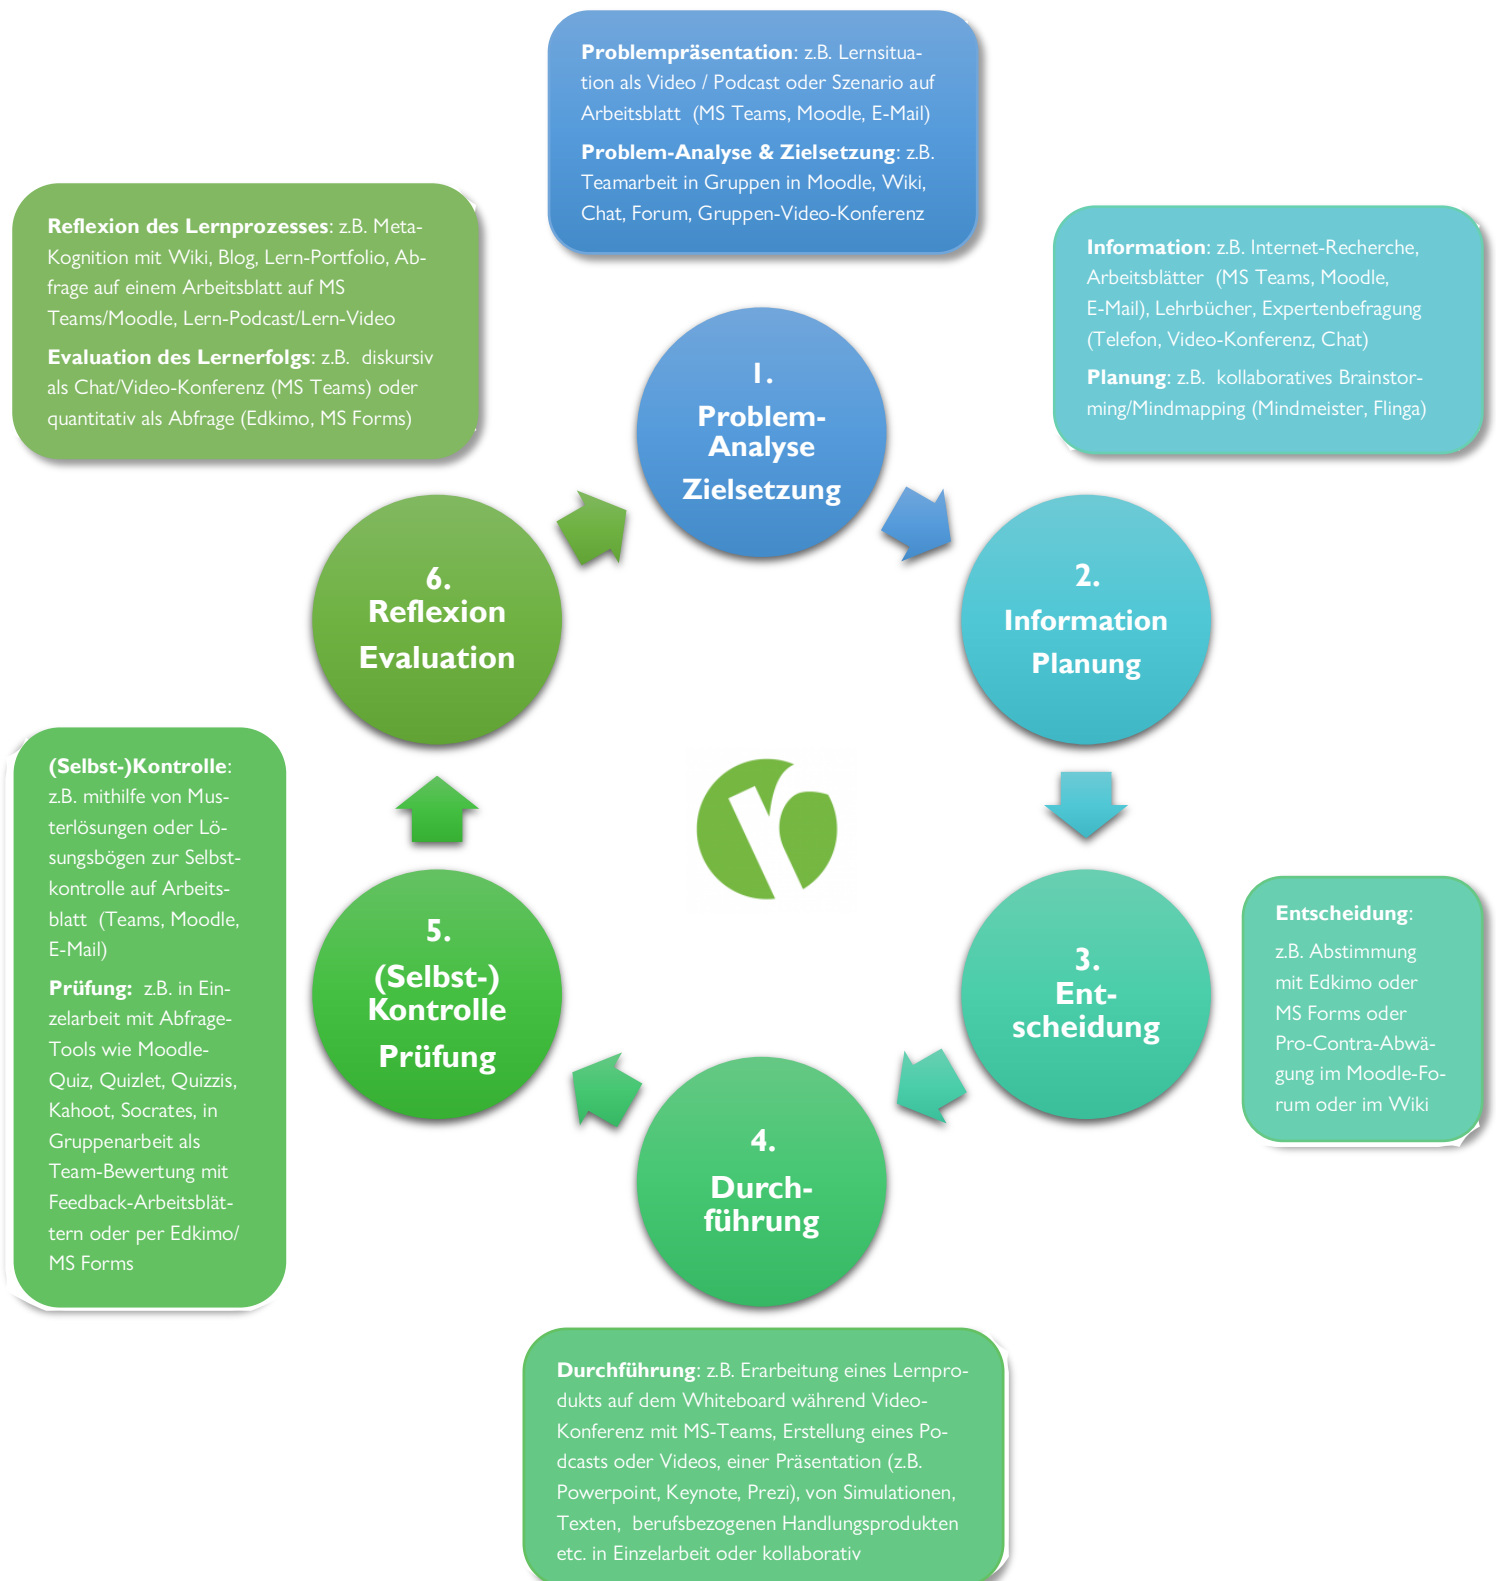 Problempräsentation: z.B. Lernsitua-
tion als Video / Podcast oder Szenario auf
Arbeitsblatt (MS Teams, Moodle, E-Mail)
Problem-Analyse & Zielsetzung: z.B.
Teamarbeit in Gruppen in Moodle, Wiki,
Chat, Forum, Gruppen-Video-Konferenz
1.
Problem-
Analyse
Zielsetzung
Information: z.B. Internet-Recherche,
Arbeitsblätter (MS Teams, Moodle,
E-Mail), Lehrbücher, Expertenbefragung
(Telefon, Video-Konferenz, Chat)
Planung: z.B. kollaboratives Brainstor-
ming/Mindmapping (Mindmeister, Flinga)
2.
Information
Planung
Entscheidung:
z.B. Abstimmung
mit Edkimo oder
MS Forms oder
Pro-Contra-Abwä-
gung im Moodle-Fo-
rum oder im Wiki
3.
Ent-
scheidung
4.
Durch-
führung
Durchführung: z.B. Erarbeitung eines Lernpro-
dukts auf dem Whiteboard während Video-
Konferenz mit MS-Teams, Erstellung eines Po-
dcasts oder Videos, einer Präsentation (z.B.
Powerpoint, Keynote, Prezi), von Simulationen,
Texten, berufsbezogenen Handlungsprodukten
etc. in Einzelarbeit oder kollaborativ
5.
(Selbst-)
Kontrolle
Prüfung
(Selbst-)Kontrolle:
z.B. mithilfe von Mus-
terlösungen oder Lö-
sungsbögen zur Selbst-
kontrolle auf Arbeits-
blatt (Teams, Moodle,
E-Mail)
Prüfung: z.B. in Ein-
zelarbeit mit Abfrage-
Tools wie Moodle-
Quiz, Quizlet, Quizzis,
Kahoot, Socrates, in
Gruppenarbeit als
Team-Bewertung mit
Feedback-Arbeitsblät-
tern oder per Edkimo/
MS Forms
6.
Reflexion
Evaluation
Reflexion des Lernprozesses: z.B. Meta-
Kognition mit Wiki, Blog, Lern-Portfolio, Ab-
frage auf einem Arbeitsblatt auf MS
Teams/Moodle, Lern-Podcast/Lern-Video
Evaluation des Lernerfolgs: z.B. diskursiv
als Chat/Video-Konferenz (MS Teams) oder
quantitativ als Abfrage (Edkimo, MS Forms)